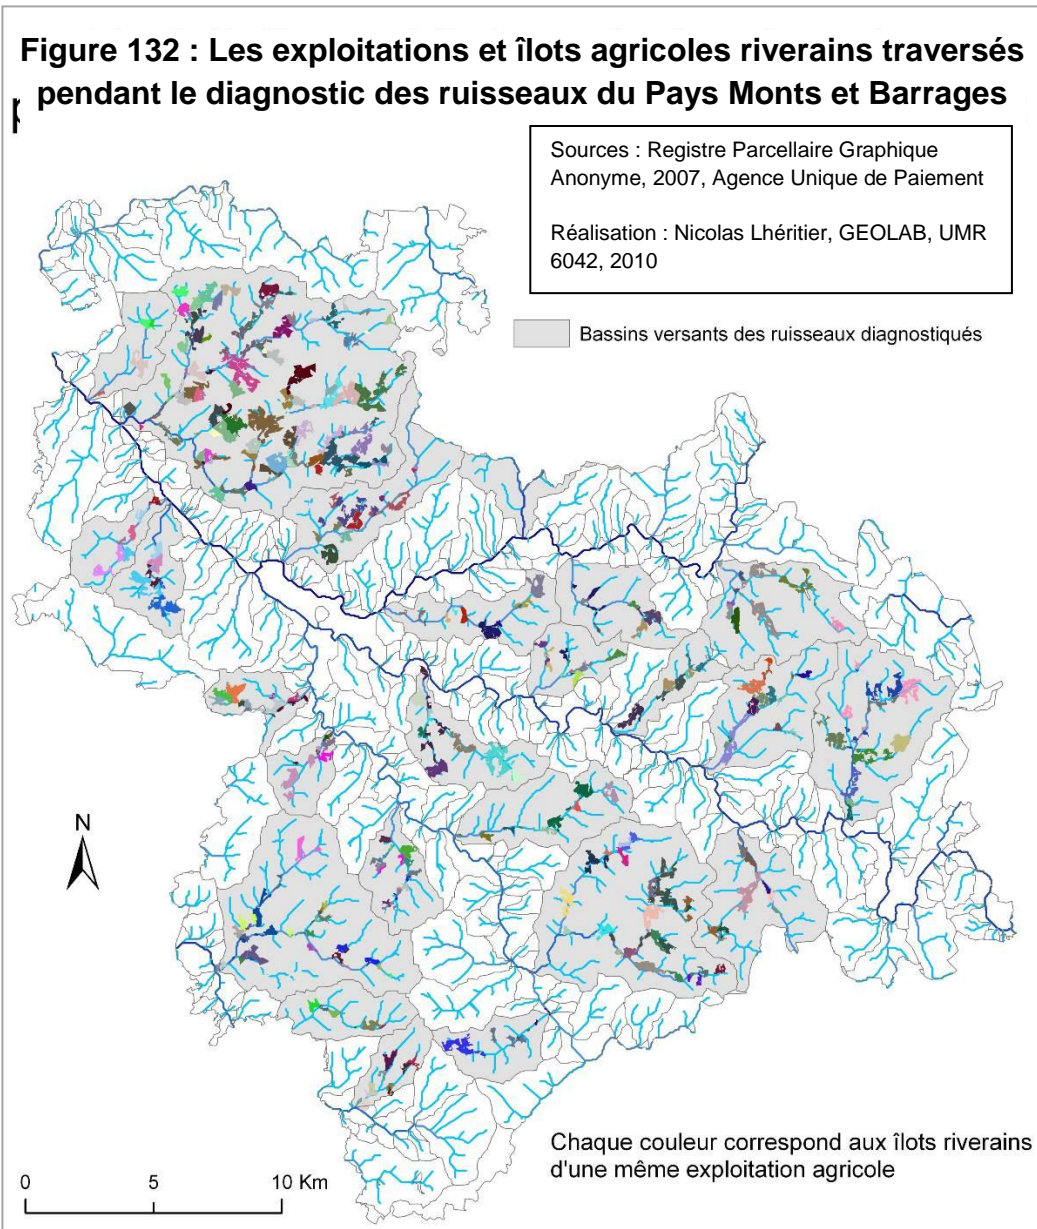 Figure 132 : Les exploitations et îlots agricoles riverains traversés
pendant le diagnostic des ruisseaux du Pays Monts et Barrages
Sources : Registre Parcellaire Graphique
Anonyme, 2007, Agence Unique de Paiement
Réalisation : Nicolas Lhéritier, GEOLAB, UMR
6042, 2010
Bassins versants des ruisseaux diagnostiqués
N
Chaque couleur correspond aux îlots riverains
d'une même exploitation agricole
0 5 10 Km